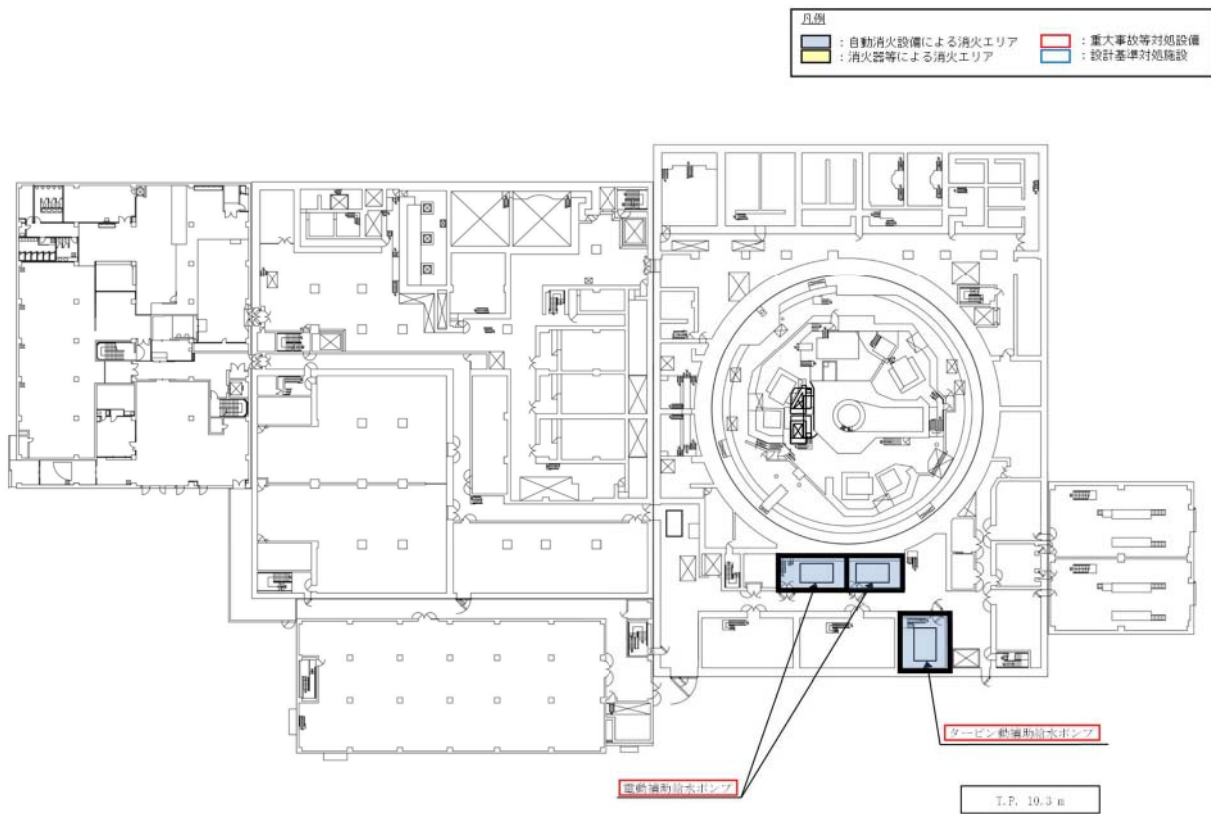 凡例
：自動消火設備による消火エリア
：重大事故等対処設備
：消火器等による消火エリア
：設計基準対処施設
タービン動補助給水ポンプ
電動補助給水ポンプ
T.P. 10.3 m